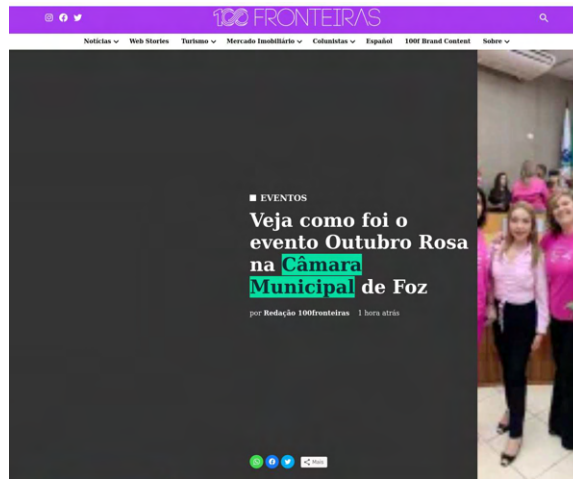 100 FRONTEIRAS
Notícias Web Stories Turismo Mercado Imobiliário Colunistas Español 100f Brand Content Sobre
EVENTOS
Veja como foi o
evento Outubro Rosa
na Câmara
Municipal de Foz
por Redação 100fronteiras 1 hora atrás
Mais